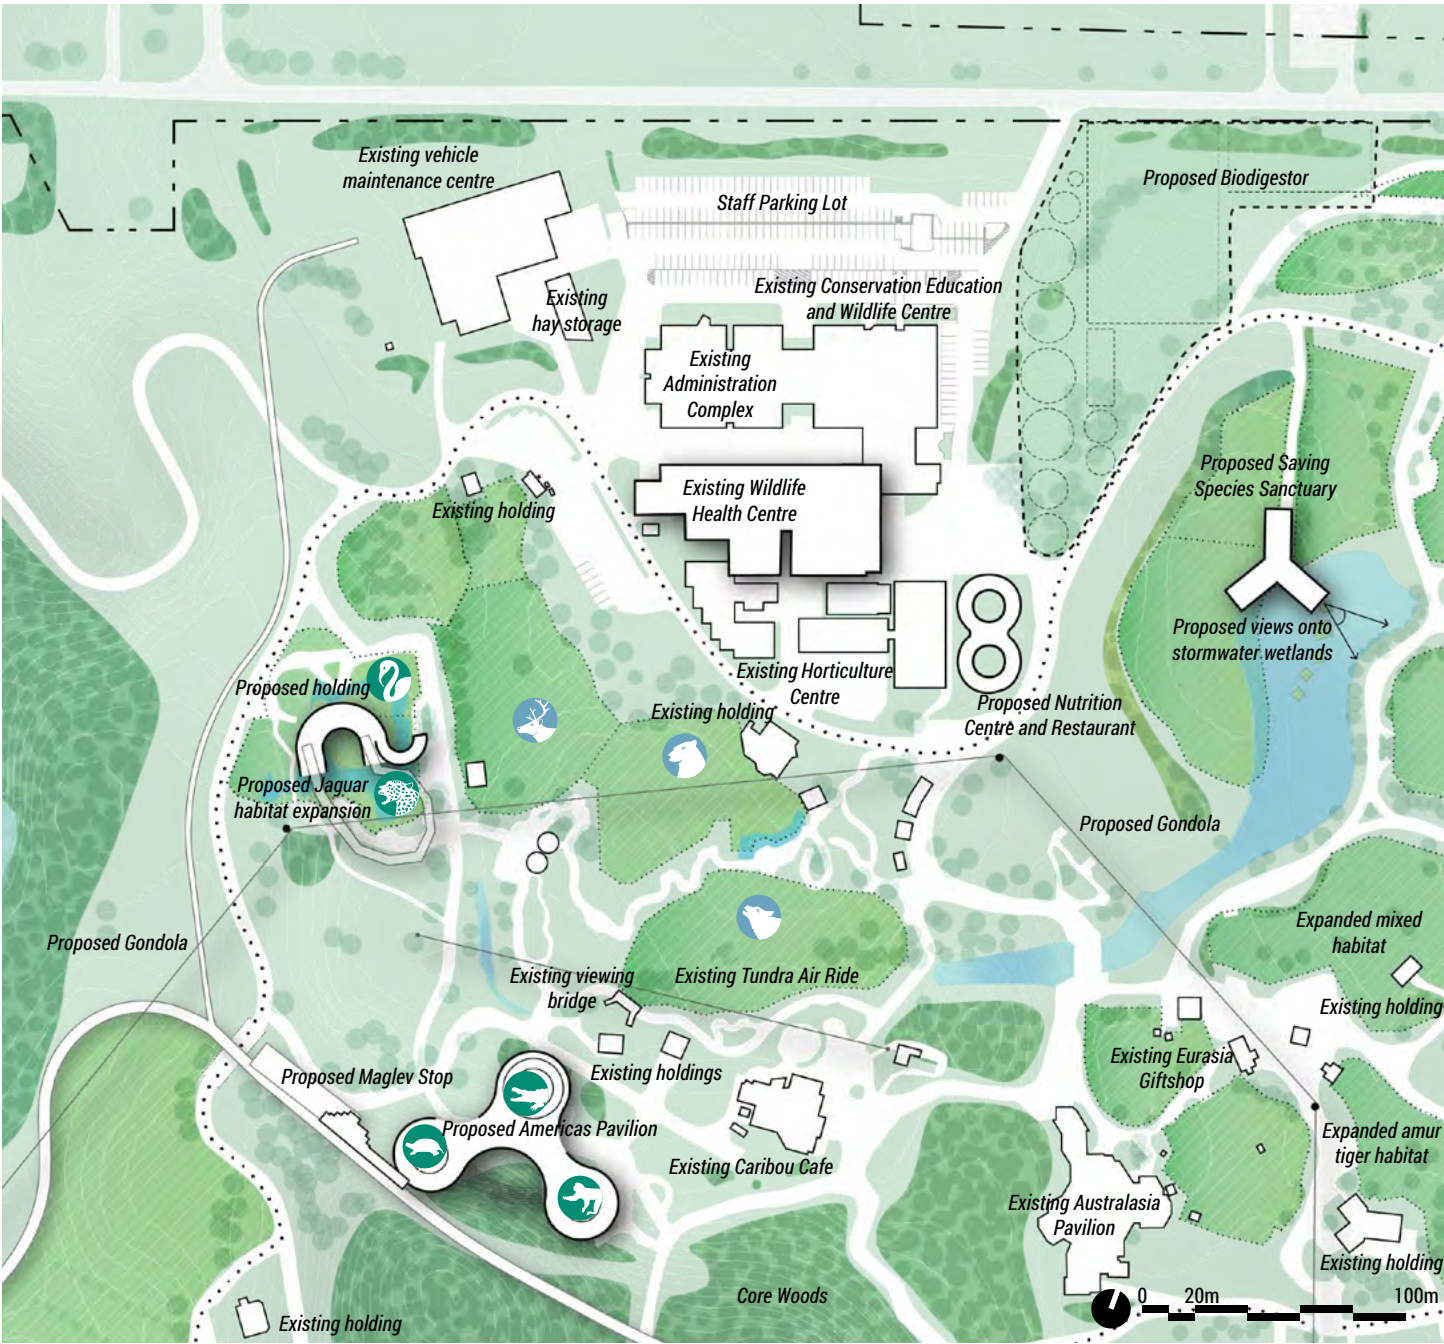 Existing vehicle
maintenance centre
Proposed Biodigestor
Staff Parking Lot
Existing
hay storage
Existing Conservation Education
and Wildlife Centre
Existing
Administration
Complex
Proposed Saving
Species Sanctuary
Existing holding
Existing Wildlife
Health Centre
Proposed views onto
stormwater wetlands
Proposed holding
Existing Horticulture
Centre
Existing holding
Proposed Nutrition
Centre and Restaurant
Proposed Jaguar
habitat expansion
Proposed Gondola
Proposed Gondola
Expanded mixed
habitat
Existing viewing
bridge
Existing Tundra Air Ride
Existing holding
Existing Eurasia
Giftshop
Proposed Maglev Stop
Existing holdings
Proposed Americas Pavilion
Expanded amur
tiger habitat
Existing Caribou Cafe
Existing Australasia
Pavilion
Existing holding
Core Woods
0 20m 100m
Existing holding